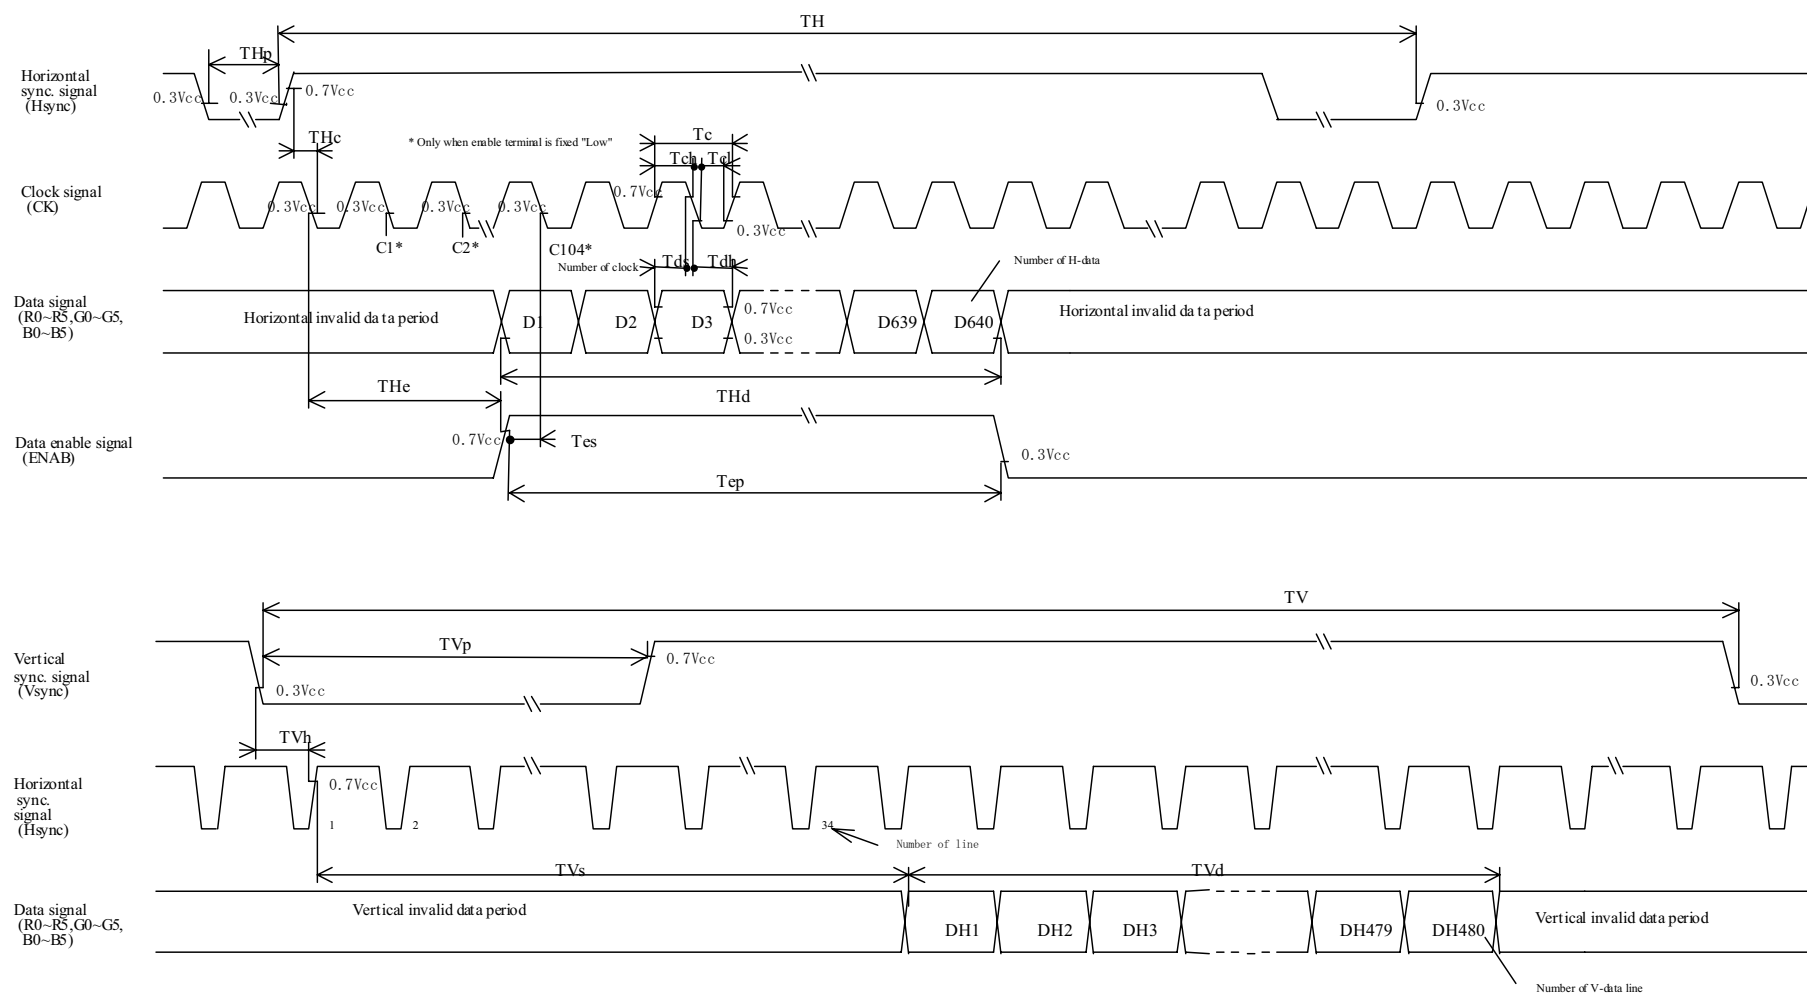 TH
THp
Horizontal
sync. signal
(Hsync)
0.3Vcc
0.3Vcc
0.7Vcc
0.3Vcc
THc
* Only when enable terminal is fixed "Low"
Tc
Tch
Tcl
Clock signal
(CK)
0.3Vcc
0.3Vcc
0.3Vcc
0.3Vcc
0.7Vcc
0.3Vcc
C1*
C2*
C104*
Number of clock
Tds
Tdh
Number of H-data
Data signal
(R0~R5,G0~G5,
B0~B5)
Horizontal invalid data period
D1
D2
D3
0.7Vcc
0.3Vcc
D639
D640
Horizontal invalid data period
THe
THd
Data enable signal
(ENAB)
0.7Vcc
Tes
0.3Vcc
Tep
TV
TVp
Vertical
sync. signal
(Vsync)
0.7Vcc
0.3Vcc
0.3Vcc
TVh
Horizontal
sync.
signal
(Hsync)
0.7Vcc
1
2
34
Number of line
TVs
TVd
Data signal
(R0~R5,G0~G5,
B0~B5)
Vertical invalid data period
DH1
DH2
DH3
DH479
DH480
Vertical invalid data period
Number of V-data line